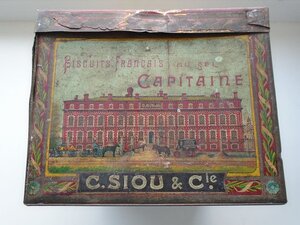 BISCUITS FRANÇAIS AU SEL
CAPITAINE
C. SIOU & Cie